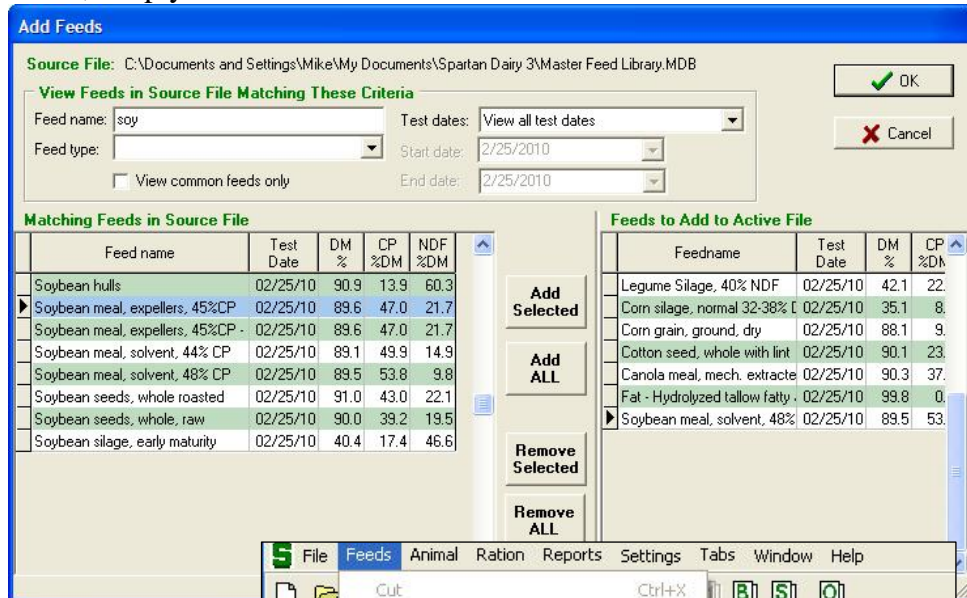 Add Feeds
Source File: C:\Documents and Settings\Mike\My Documents\Spartan Dairy 3\Master Feed Library.MDB
View Feeds in Source File Matching These Criteria
OK
Feed name: soy
Test dates: View all test dates
Cancel
Feed type:
Start date: 2/25/2010
View common feeds only
End date: 2/25/2010
Matching Feeds in Source File
Feed name Test Date DM % CP %DM NDF %DM
Soybean hulls 02/25/10 90.9 13.9 60.3
Soybean meal, expellers, 45%CP 02/25/10 89.6 47.0 21.7
Soybean meal, expellers, 45%CP - 02/25/10 89.6 47.0 21.7
Soybean meal, solvent, 44% CP 02/25/10 89.1 49.9 14.9
Soybean meal, solvent, 48% CP 02/25/10 89.5 53.8 9.8
Soybean seeds, whole roasted 02/25/10 91.0 43.0 22.1
Soybean seeds, whole, raw 02/25/10 90.0 39.2 19.5
Soybean silage, early maturity 02/25/10 40.4 17.4 46.6
Add Selected
Add ALL
Remove Selected
Remove ALL
Feeds to Add to Active File
Feedname Test Date DM % CP %DM
Legume Silage, 40% NDF 02/25/10 42.1 22.
Corn silage, normal 32-38% 02/25/10 35.1 8.
Corn grain, ground, dry 02/25/10 88.1 9.
Cotton seed, whole with lint 02/25/10 90.1 23.
Canola meal, mech. extracte 02/25/10 90.3 37.
Fat - Hydrolyzed tallow fatty 02/25/10 99.8 0.
Soybean meal, solvent, 48% 02/25/10 89.5 53.
S File Feeds Animal Ration Reports Settings Tabs Window Help
Cut Ctrl+X B S O